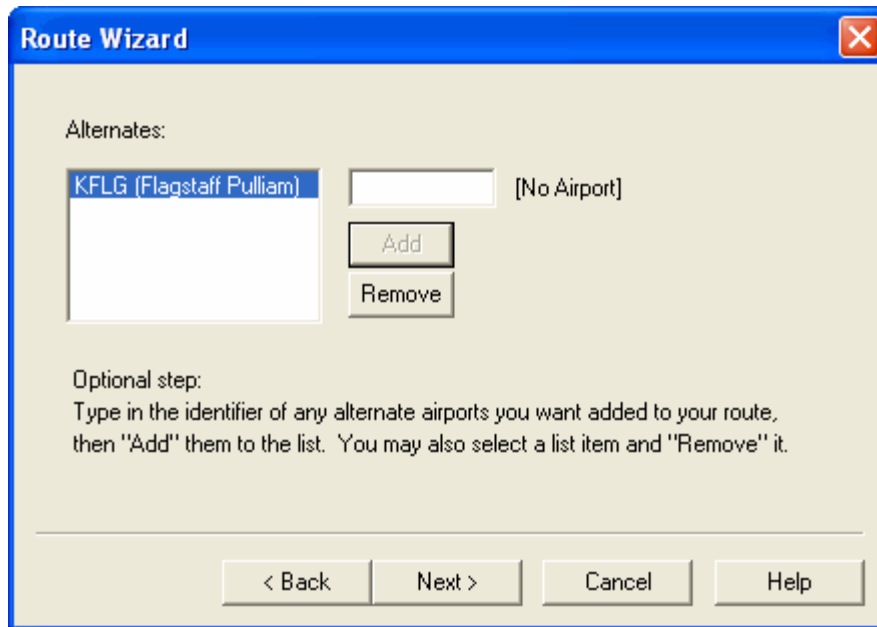 Route Wizard
Alternates:
KFLG (Flagstaff Pulliam)
[No Airport]
Add
Remove
Optional step:
Type in the identifier of any alternate airports you want added to your route,
then "Add" them to the list.  You may also select a list item and "Remove" it.
< Back
Next >
Cancel
Help